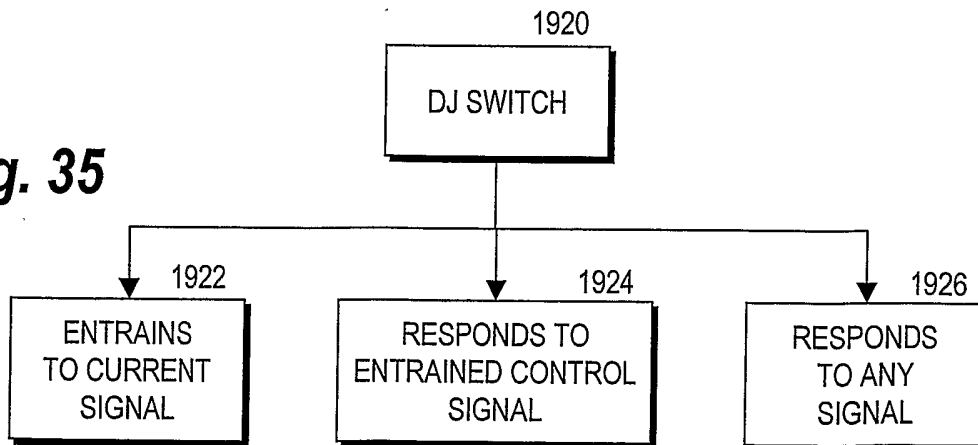 1920
DJ SWITCH
g. 35
1922
ENTRAINS
TO CURRENT
SIGNAL
1924
RESPONDS TO
ENTRAINED CONTROL
SIGNAL
1926
RESPONDS
TO ANY
SIGNAL